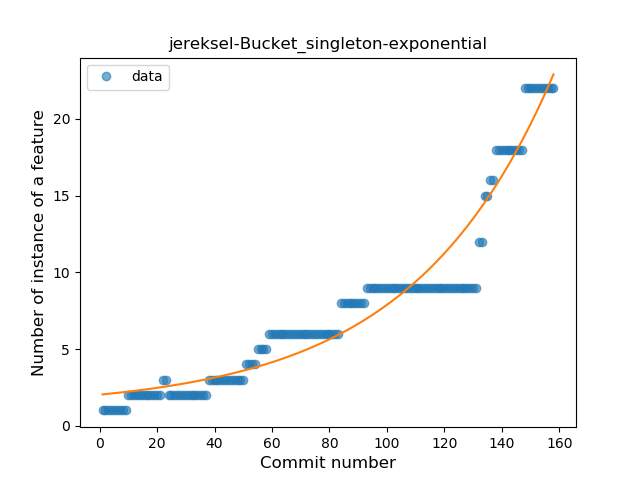 jereksel-Bucket_singleton-exponential
data
Number of instance of a feature
20
15
10
5
0
0 20 40 60 80 100 120 140 160
Commit number